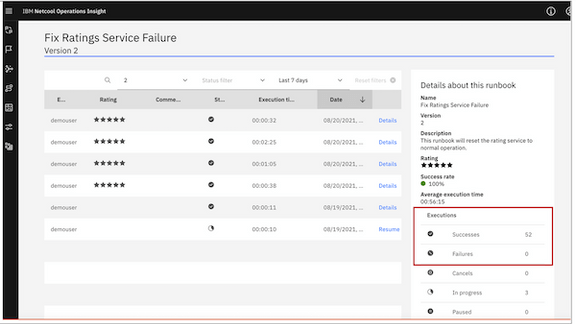 IBM Netcool Operations Insight
Fix Ratings Service Failure
Version 2
2 Status filter Last 7 days Reset filters
E... Rating Comme... St... Execution ti... Date
demouser 00:00:32 08/20/2021, ... Details
demouser 00:02:25 08/20/2021, ... Details
demouser 00:01:05 08/20/2021, ... Details
demouser 00:00:38 08/20/2021, ... Details
demouser 00:00:11 08/19/2021, ... Details
demouser 00:00:10 08/19/2021, ... Resume
Details about this runbook
Name
Fix Ratings Service Failure
Version
2
Description
This runbook will reset the rating service to
normal operation.
Rating
Success rate
100%
Average execution time
00:56:15
Executions
Successes 52
Failures 0
Cancels 0
In progress 3
Paused 0